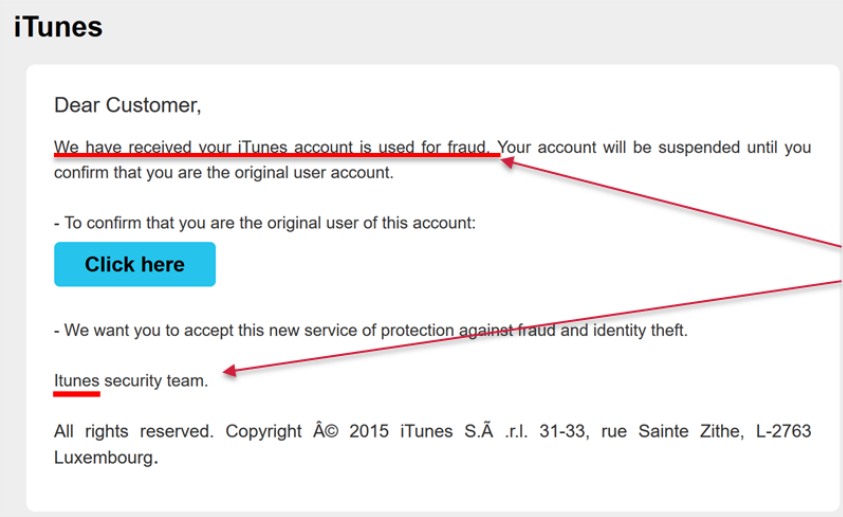 iTunes
Dear Customer,
We have received your iTunes account is used for fraud. Your account will be suspended until you
confirm that you are the original user account.
- To confirm that you are the original user of this account:
Click here
- We want you to accept this new service of protection against fraud and identity theft.
Itunes security team.
All rights reserved. Copyright Â© 2015 iTunes S.Ã .r.l. 31-33, rue Sainte Zithe, L-2763
Luxembourg.